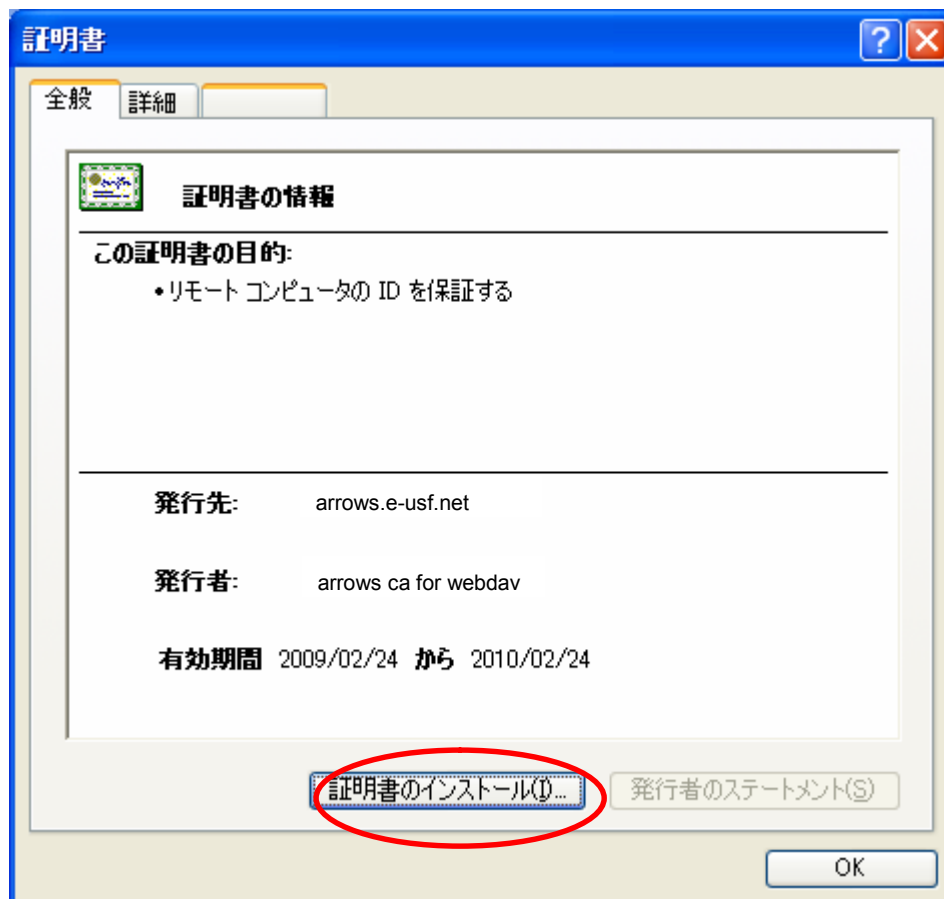 証明書
全般
詳細
証明書の情報
この証明書の目的:
•リモート コンピュータの ID を保証する
発行先: arrows.e-usf.net
発行者: arrows ca for webdav
有効期間 2009/02/24 から 2010/02/24
証明書のインストール(I)...
発行者のステートメント(S)
OK